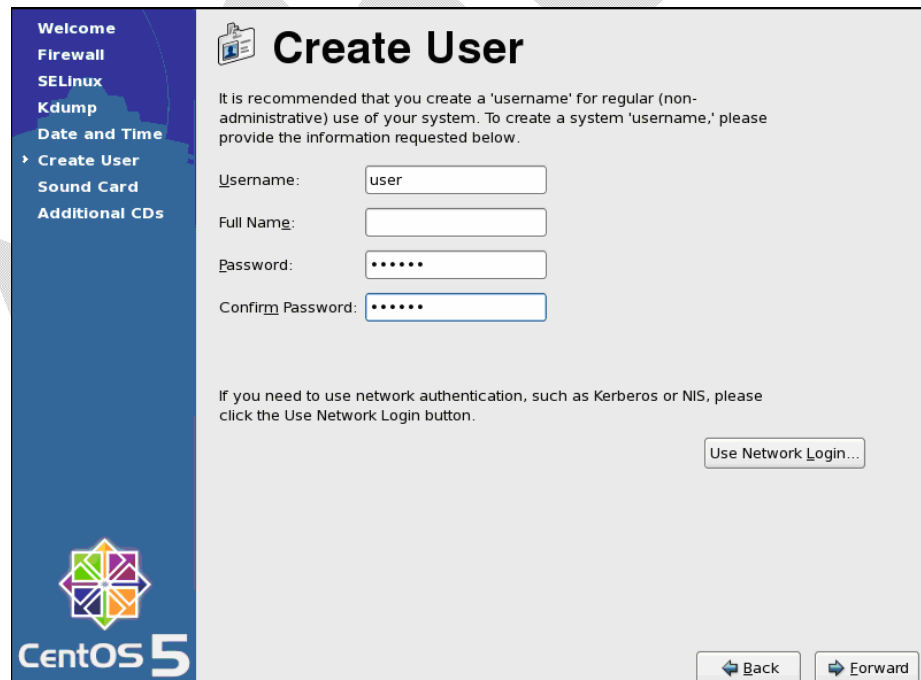 Welcome
Firewall
SELinux
Kdump
Date and Time
Create User
Sound Card
Additional CDs
Create User
It is recommended that you create a 'username' for regular (non-
administrative) use of your system. To create a system 'username,' please
provide the information requested below.
Username: user
Full Name:
Password: ••••••
Confirm Password: ••••••
If you need to use network authentication, such as Kerberos or NIS, please
click the Use Network Login button.
Use Network Login...
CentOS 5
Back Forward